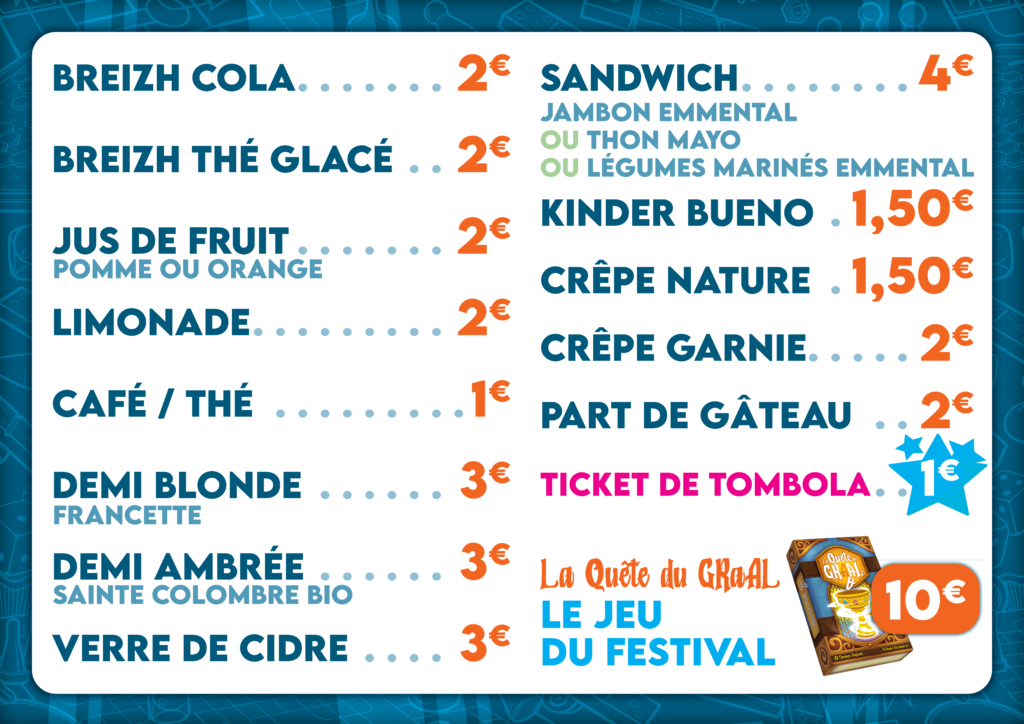 BREIZH COLA. . . . . . . 2€
BREIZH THÉ GLACÉ . . 2€
JUS DE FRUIT. . . . . . . 2€
POMME OU ORANGE
LIMONADE. . . . . . . . . 2€
CAFÉ / THÉ . . . . . . . . . 1€
DEMI BLONDE . . . . . . 3€
FRANCETTE
DEMI AMBRÉE . . . . . . 3€
SAINTE COLOMBRE BIO
VERRE DE CIDRE . . . . 3€
SANDWICH. . . . . . . . 4€
JAMBON EMMENTAL
OU THON MAYO
OU LÉGUMES MARINÉS EMMENTAL
KINDER BUENO . 1,50€
CRÊPE NATURE . 1,50€
CRÊPE GARNIE. . . . . 2€
PART DE GÂTEAU . . 2€
TICKET DE TOMBOLA. . 1€
La Quête du GRaAL
LE JEU
DU FESTIVAL
Quête
GRAAL
10€